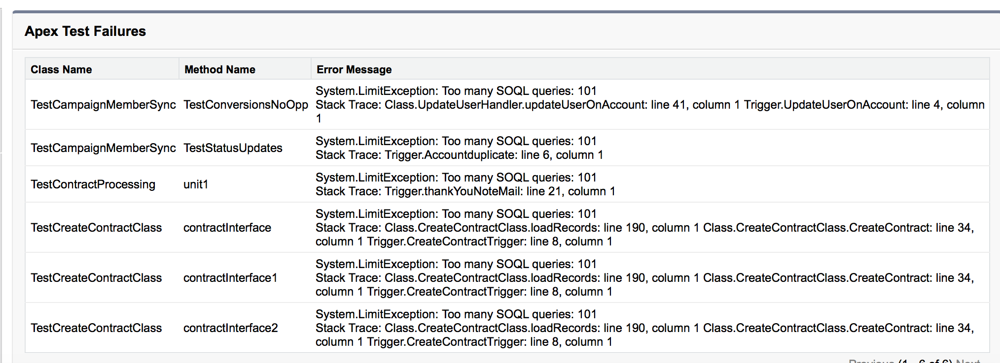 Apex Test Failures
Class Name Method Name Error Message
TestCampaignMemberSync TestConversionsNoOpp System.LimitException: Too many SOQL queries: 101
Stack Trace: Class.UpdateUserHandler.updateUserOnAccount: line 41, column 1 Trigger.UpdateUserOnAccount: line 4, column
1
TestCampaignMemberSync TestStatusUpdates System.LimitException: Too many SOQL queries: 101
Stack Trace: Trigger.Accountduplicate: line 6, column 1
TestContractProcessing unit1 System.LimitException: Too many SOQL queries: 101
Stack Trace: Trigger.thankYouNoteMail: line 21, column 1
TestCreateContractClass contractInterface System.LimitException: Too many SOQL queries: 101
Stack Trace: Class.CreateContractClass.loadRecords: line 190, column 1 Class.CreateContractClass.CreateContract: line 34,
column 1 Trigger.CreateContractTrigger: line 8, column 1
TestCreateContractClass contractInterface1 System.LimitException: Too many SOQL queries: 101
Stack Trace: Class.CreateContractClass.loadRecords: line 190, column 1 Class.CreateContractClass.CreateContract: line 34,
column 1 Trigger.CreateContractTrigger: line 8, column 1
TestCreateContractClass contractInterface2 System.LimitException: Too many SOQL queries: 101
Stack Trace: Class.CreateContractClass.loadRecords: line 190, column 1 Class.CreateContractClass.CreateContract: line 34,
column 1 Trigger.CreateContractTrigger: line 8, column 1
Previous (1 - 6 of 6) Next